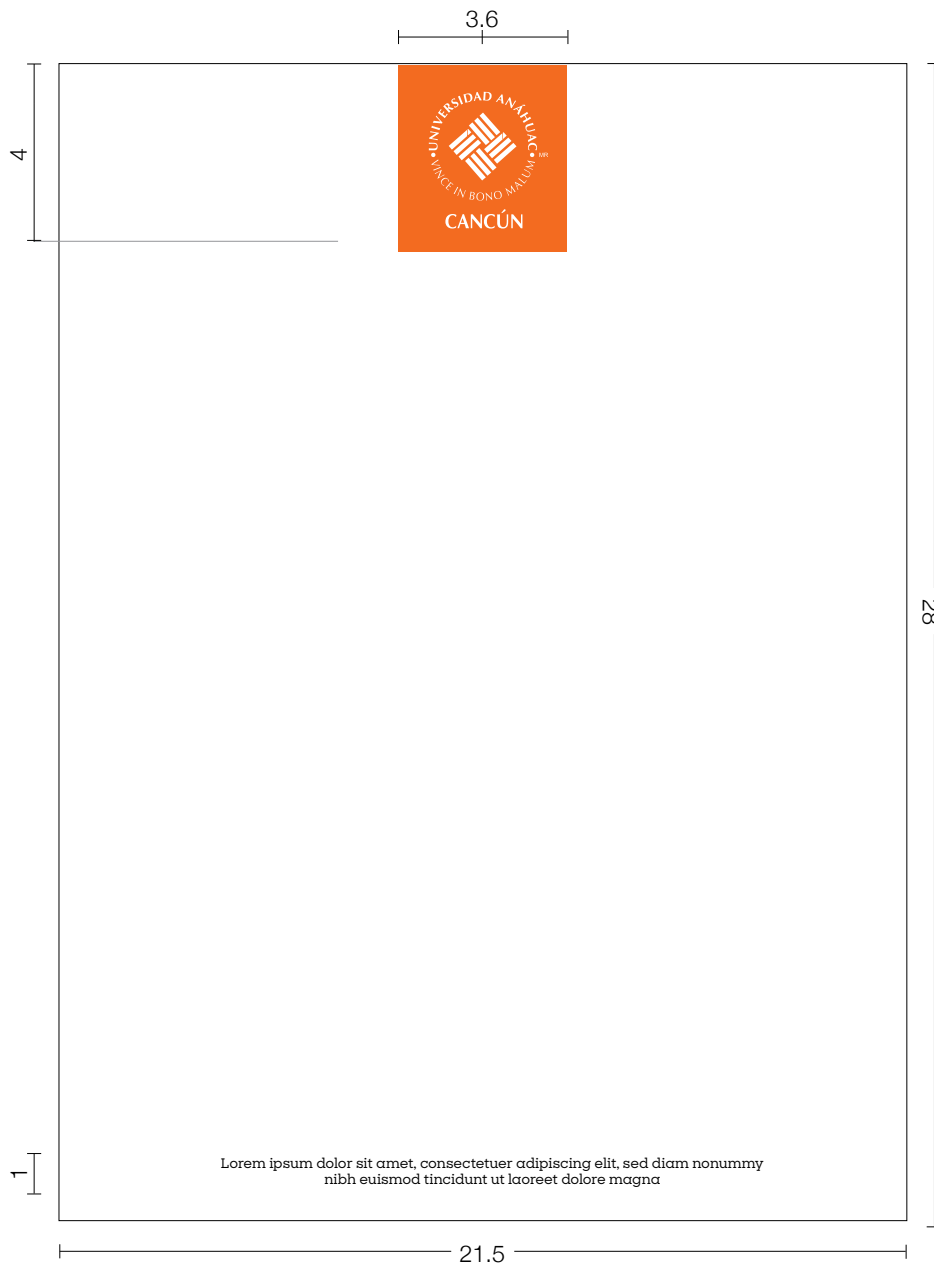 3.6
4
UNIVERSIDAD ANÁHUAC
MR
VINCE IN BONO MALUM
CANCÚN
28
1
Lorem ipsum dolor sit amet, consectetuer adipiscing elit, sed diam nonummy
nibh euismod tincidunt ut laoreet dolore magna
21.5